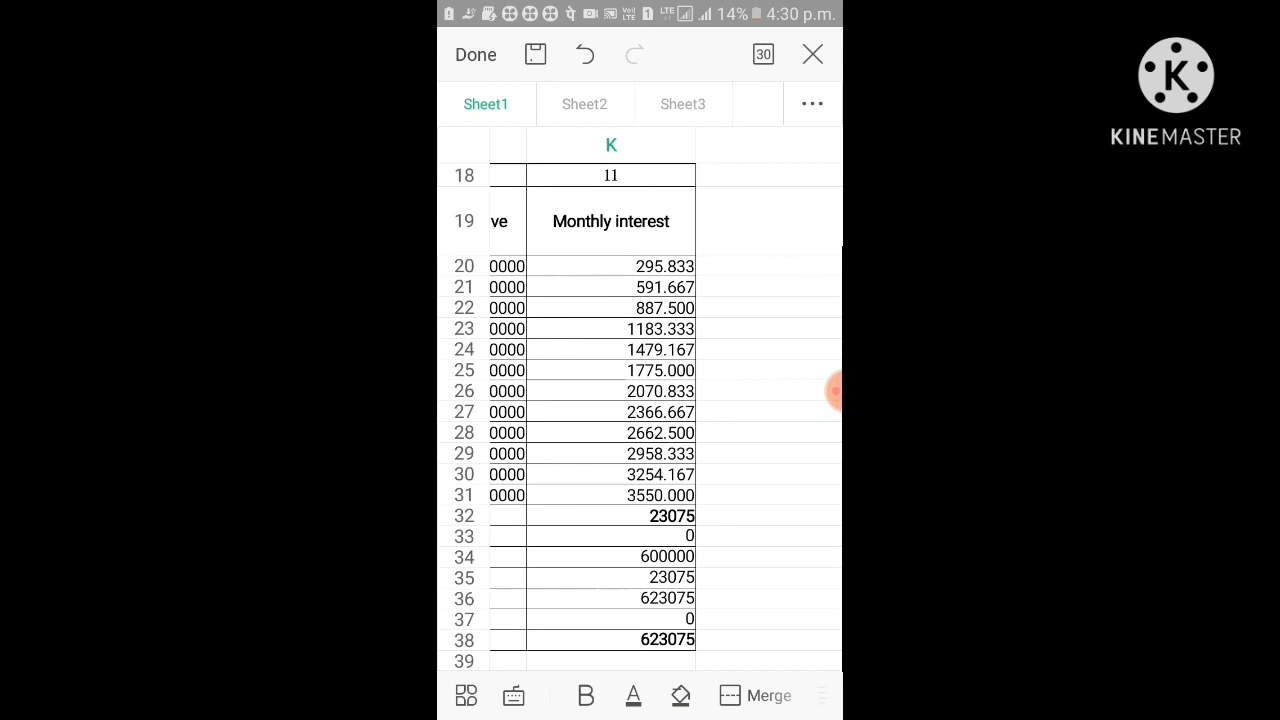 LTE 1 LTE 14% 4:30 p.m.
Done 30
Sheet1 Sheet2 Sheet3
K
KINEMASTER
K
18 11
19 ve Monthly interest
20 0000 295.833
21 0000 591.667
22 0000 887.500
23 0000 1183.333
24 0000 1479.167
25 0000 1775.000
26 0000 2070.833
27 0000 2366.667
28 0000 2662.500
29 0000 2958.333
30 0000 3254.167
31 0000 3550.000
32 23075
33 0
34 600000
35 23075
36 623075
37 0
38 623075
39
B A Merge